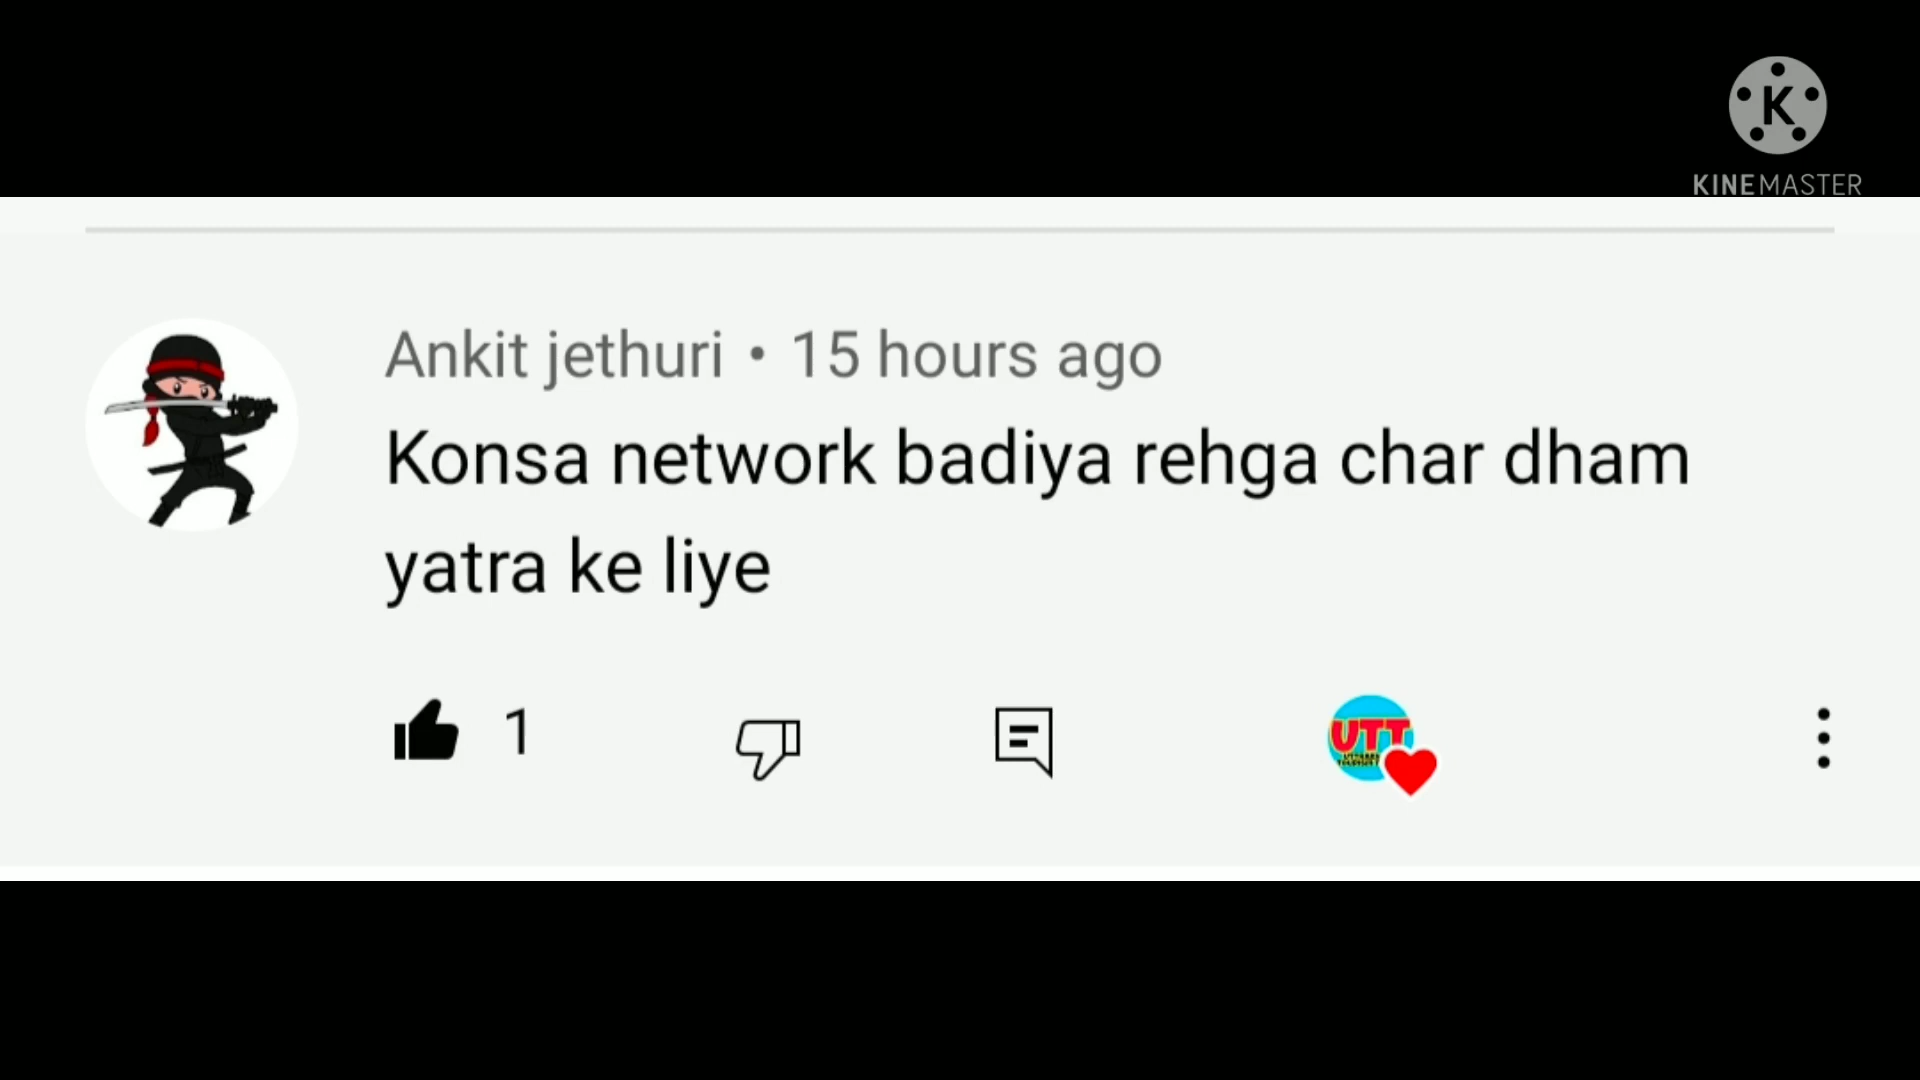 K
KINEMASTER
Ankit jethuri • 15 hours ago
Konsa network badiya rehga char dham
yatra ke liye
1
UTT